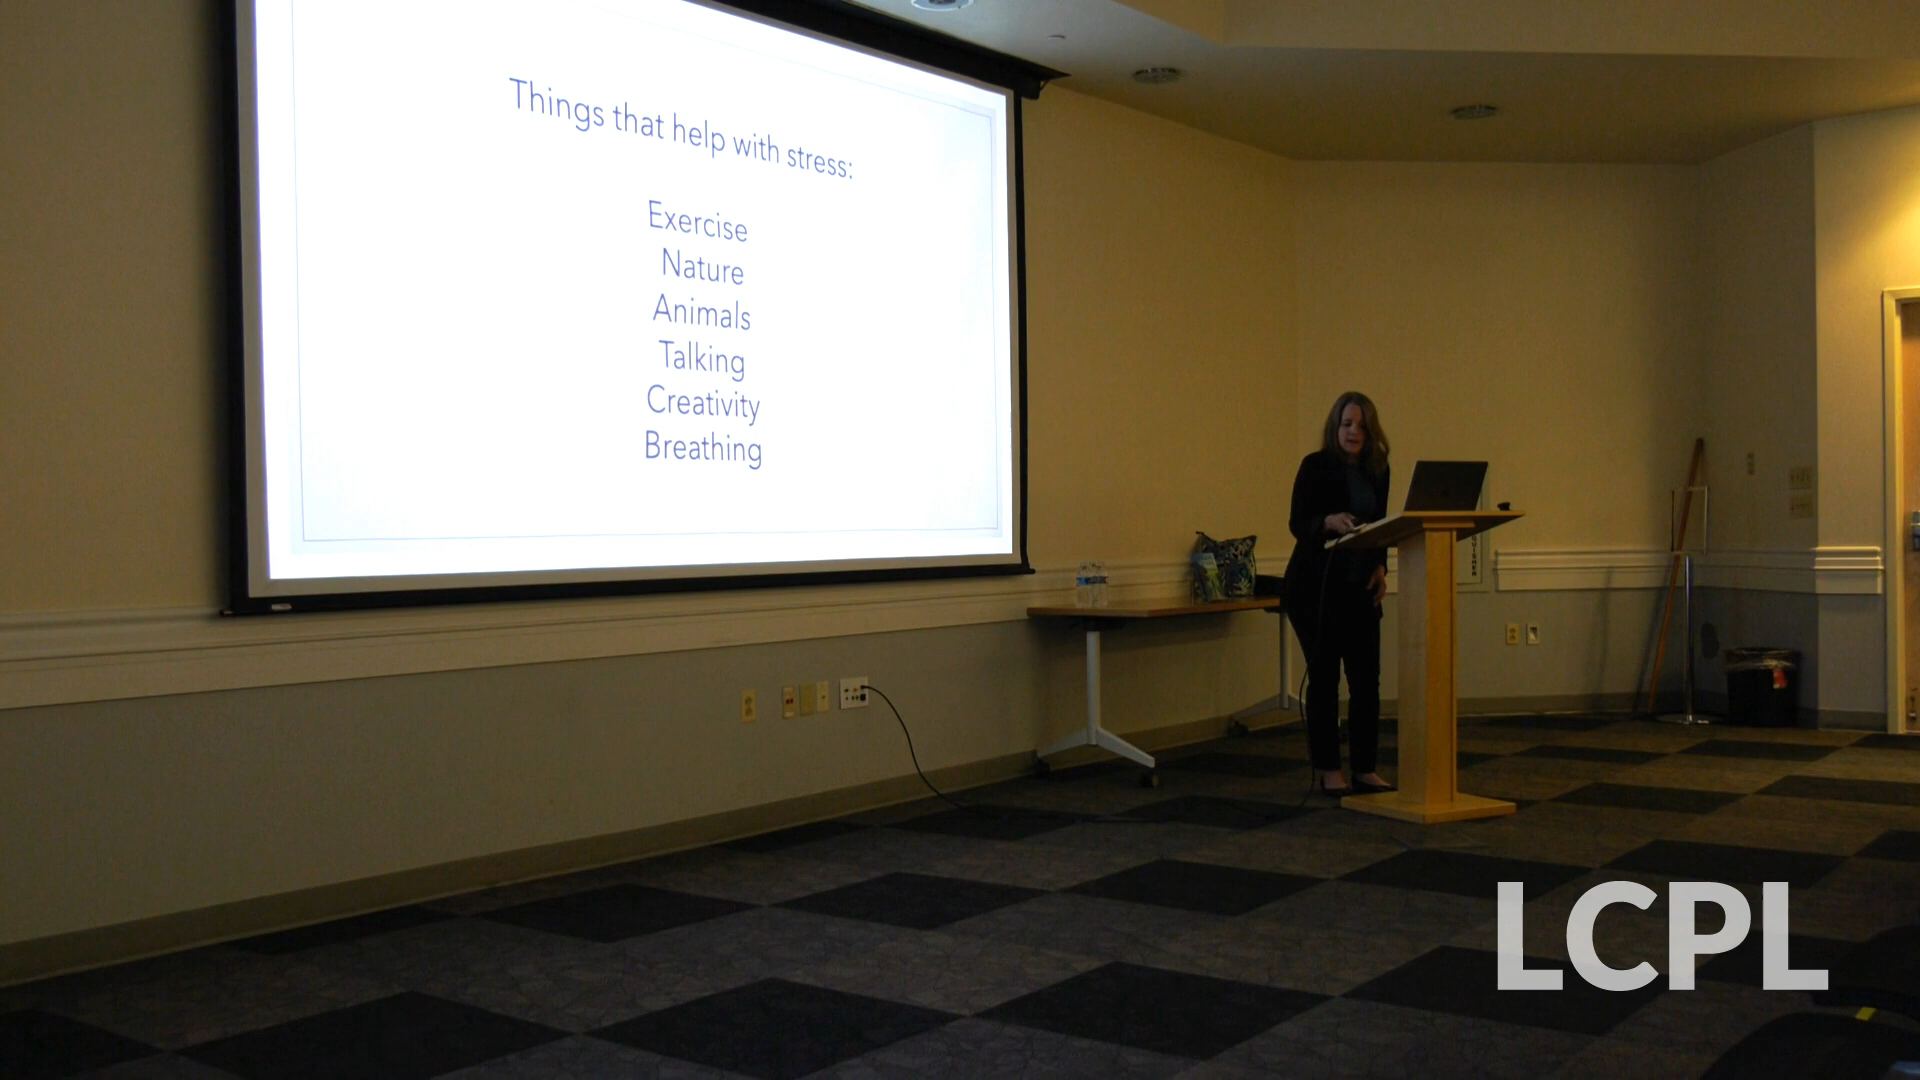 Things that help with stress:
Exercise
Nature
Animals
Talking
Creativity
Breathing
LCPL